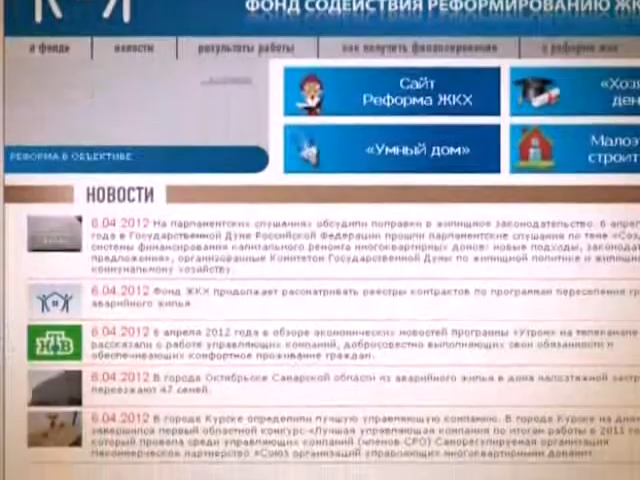 ФОНД СОДЕЙСТВИЯ РЕФОРМИРОВАНИЮ ЖК
о фонде новости результаты работы как получить финансирование о реформе жкх
Сайт
Реформа ЖКХ
«Хозя
ден
РЕФОРМА В ОБЪЕКТИВЕ
«Умный дом»
Малоэ
строит
НОВОСТИ
6.04.2012 На парламентских слушаниях обсудили поправки в жилищное законодательство. 6 апрел
года в Государственной Думе Российской Федерации прошли парламентские слушания по теме «Созд
системы финансирования капитального ремонта многоквартирных домов: новые подходы, законода
предложения», организованные Комитетом Государственной Думы по жилищной политике и жилищн
коммунальному хозяйству.
6.04.2012 Фонд ЖКХ продолжает рассматривать реестры контрактов по программам переселения гр
аварийного жилья
НТВ
6.04.2012 6 апреля 2012 года в обзоре экономических новостей программы «Утром» на телеканале
рассказали о работе управляющих компаний, добросовестно выполняющих свои обязанности и
обеспечивающих комфортное проживание граждан.
6.04.2012 В городе Октябрьске Самарской области из аварийного жилья в дома малоэтажной застр
переезжают 47 семей.
6.04.2012 В городе Курске определили лучшую управляющую компанию. В городе Курске на днях
завершился первый областной конкурс «Лучшая управляющая компания по итогам работы в 2011 го
который провела среди управляющих компаний (членов СРО) Саморегулируемая организация
Некоммерческое партнерство «Союз организаций управляющих многоквартирными домами»